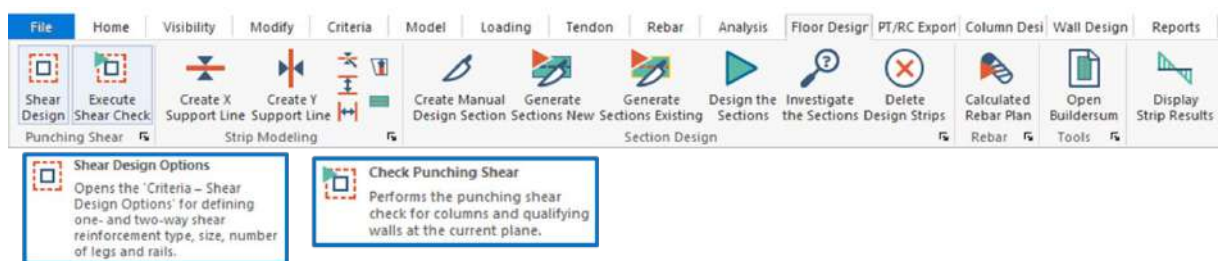 File Home Visibility Modify Criteria Model Loading Tendon Rebar Analysis Floor Design PT/RC Export Column Desi Wall Design Reports
Shear Execute Create X Create Y Create Manual Generate Generate Design the Investigate Delete Calculated Open Display
Design Shear Check Support Line Support Line Design Section Sections New Sections Existing Sections the Sections Design Strips Rebar Plan Buildersum Strip Results
Punching Shear Strip Modeling Section Design Rebar Tools
Shear Design Options
Opens the `Criteria – Shear
Design Options' for defining
one- and two-way shear
reinforcement type, size, number
of legs and rails.
Check Punching Shear
Performs the punching shear
check for columns and qualifying
walls at the current plane.